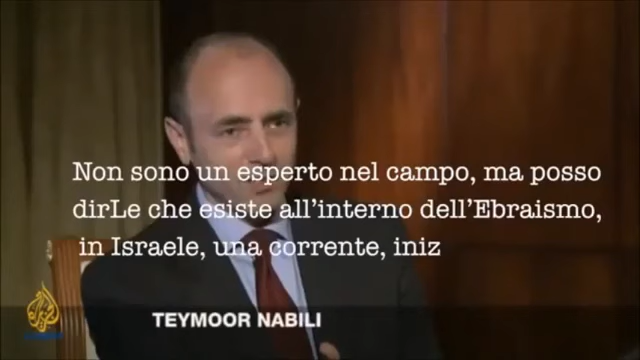 Non sono un esperto nel campo, ma posso
dirLe che esiste all'interno dell'Ebraismo,
in Israele, una corrente, iniz
TEYMOOR NABILI